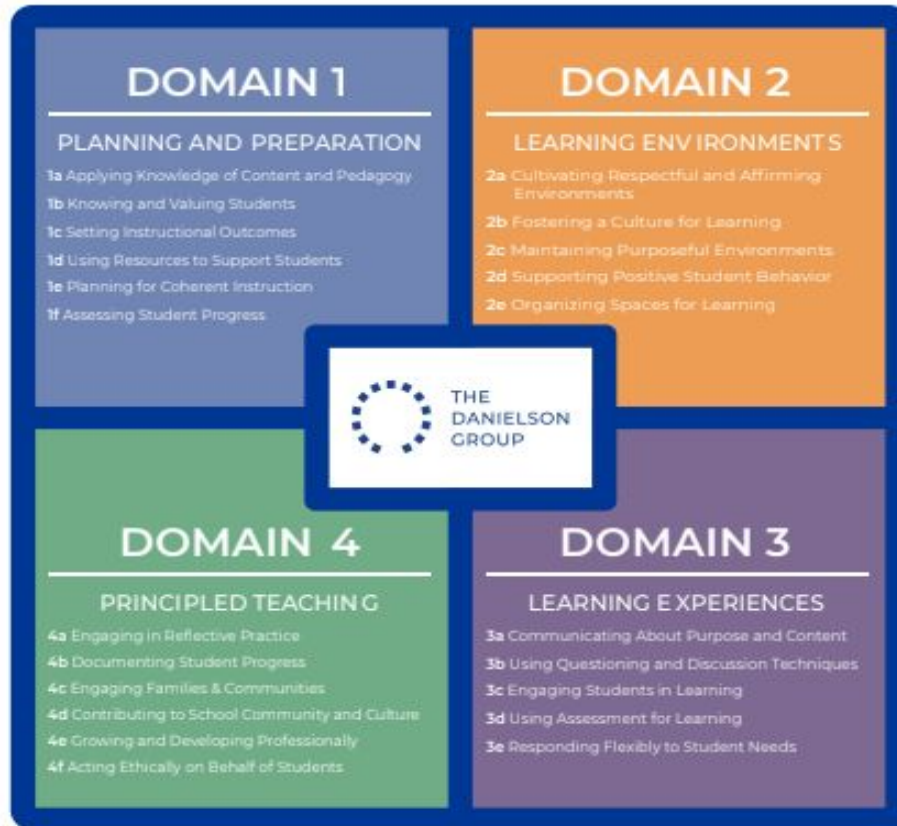 DOMAIN 1
PLANNING AND PREPARATION
1a Applying Knowledge of Content and Pedagogy
1b Knowing and Valuing Students
1c Setting Instructional Outcomes
1d Using Resources to Support Students
1e Planning for Coherent Instruction
1f Assessing Student Progress
DOMAIN 2
LEARNING ENVIRONMENTS
2a Cultivating Respectful and Affirming
Environments
2b Fostering a Culture for Learning
2c Maintaining Purposeful Environments
2d Supporting Positive Student Behavior
2e Organizing Spaces for Learning
THE
DANIELSON
GROUP
DOMAIN 4
PRINCIPLED TEACHING
4a Engaging in Reflective Practice
4b Documenting Student Progress
4c Engaging Families & Communities
4d Contributing to School Community and Culture
4e Growing and Developing Professionally
4f Acting Ethically on Behalf of Students
DOMAIN 3
LEARNING EXPERIENCES
3a Communicating About Purpose and Content
3b Using Questioning and Discussion Techniques
3c Engaging Students in Learning
3d Using Assessment for Learning
3e Responding Flexibly to Student Needs